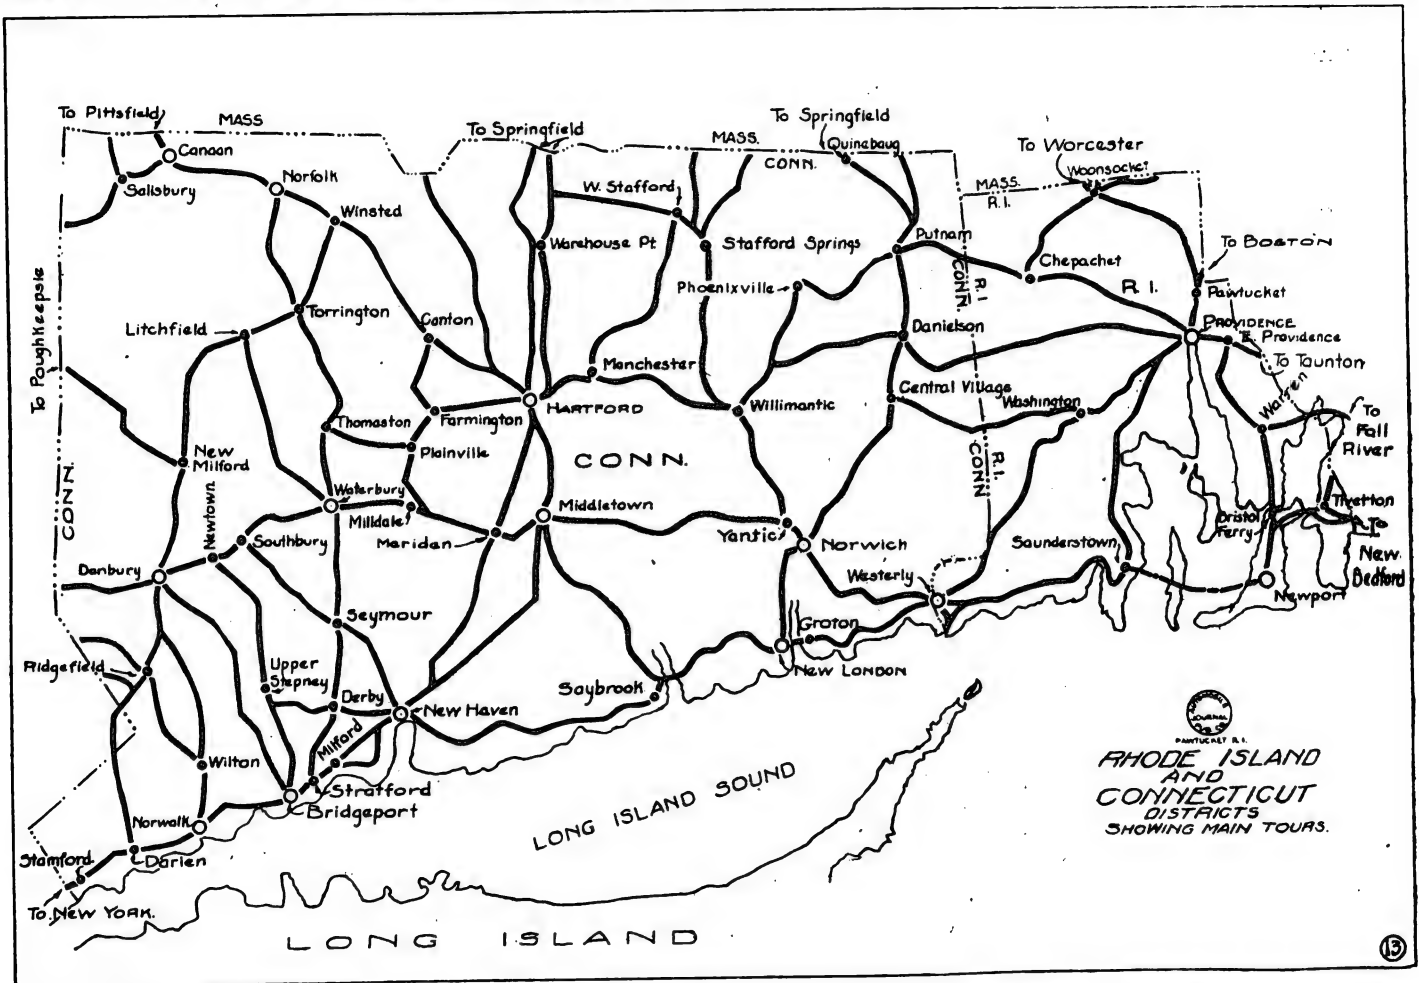 To Pittsfield
MASS
To Springfield
MASS.
CONN.
To Springfield
Quinebaug
To Worcester
Woonsocket
MASS.
R.I.
Canaan
Salisbury
Norfolk
Winsted
W. Stafford
Warehouse Pt.
Stafford Springs
Putnam
Chepachet
To BOSTON
R.I.
CONN
R.I.
Pawtucket
Phoenixville
To Poughkeepsie
Litchfield
Torrington
Canton
Danielson
PROVIDENCE
E. Providence
To Taunton
Manchester
Central Village
Washington
Warren
To
Fall
River
Thomaston
Farmington
HARTFORD
Willimantic
Plainville
CONN.
New
Milford
R.I.
CONN
CONN.
Newtown
Waterbury
Milldale
Middletown
Meriden
Yantic
Norwich
Tiverton
Bristol
Ferry
To
New
Bedford
Southbury
Danbury
Saunderstown
Westerly
Newport
Seymour
Groton
Ridgefield
Upper
Stepney
Derby
New Haven
Saybrook
New LONDON
Milford
Wilton
Stratford
Bridgeport
Norwalk
Stamford
Darien
To NEW YORK.
LONG ISLAND SOUND
LONG ISLAND
AUTOMOBILE
JOURNAL
PUB. CO.
PAWTUCKET R.I.
RHODE ISLAND
AND
CONNECTICUT
DISTRICTS
SHOWING MAIN TOURS.
13